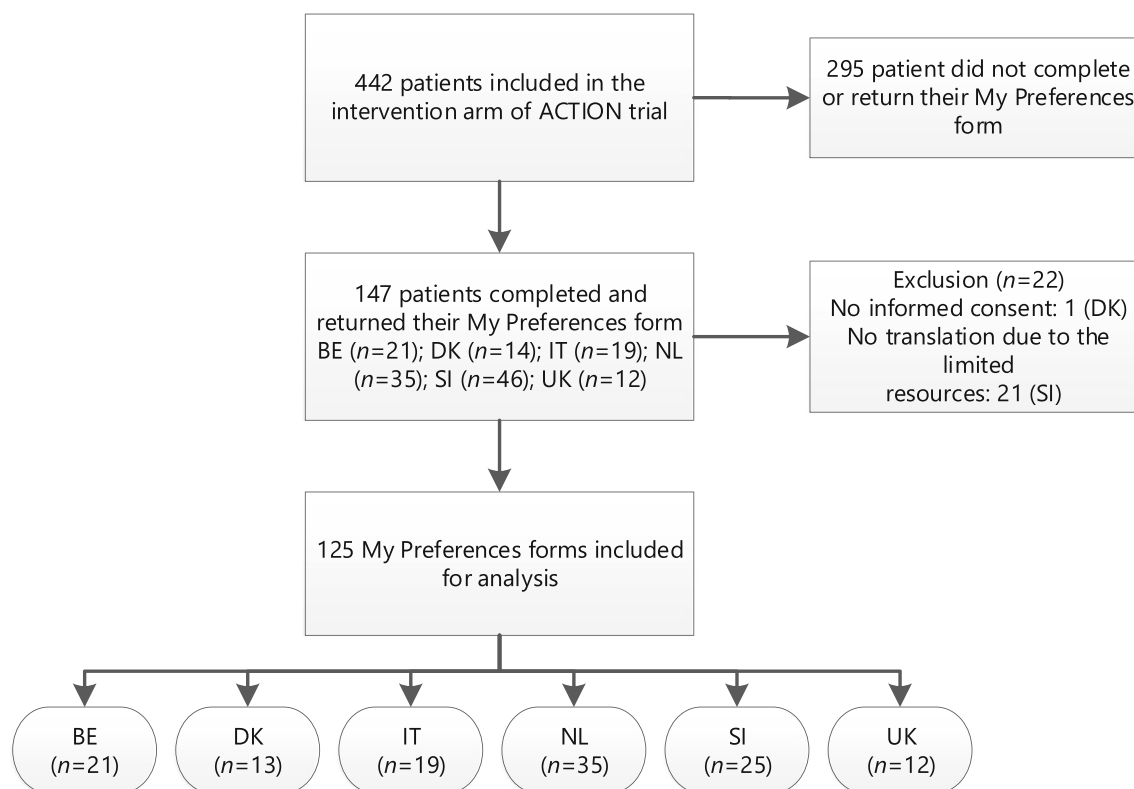 442 patients included in the
intervention arm of ACTION trial
295 patient did not complete
or return their My Preferences
form
147 patients completed and
returned their My Preferences form
BE (n=21); DK (n=14); IT (n=19); NL
(n=35); SI (n=46); UK (n=12)
Exclusion (n=22)
No informed consent: 1 (DK)
No translation due to the
limited
resources: 21 (SI)
125 My Preferences forms included
for analysis
BE
(n=21)
DK
(n=13)
IT
(n=19)
NL
(n=35)
SI
(n=25)
UK
(n=12)